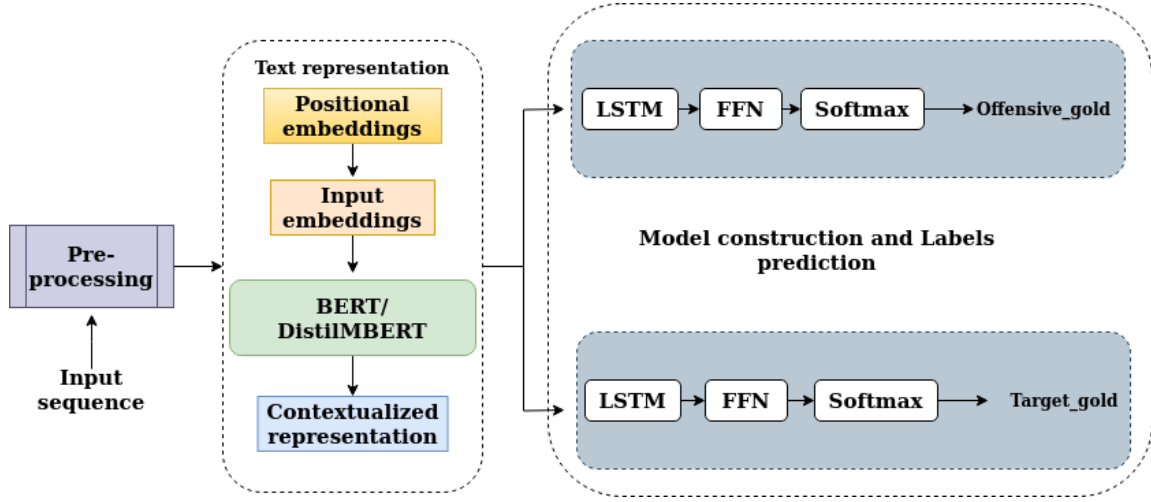 Text representation
Positional
embeddings
Input
embeddings
BERT/
DistilMBERT
Contextualized
representation
Pre-
processing
Input
sequence
LSTM
FFN
Softmax
Offensive_gold
Model construction and Labels
prediction
LSTM
FFN
Softmax
Target_gold